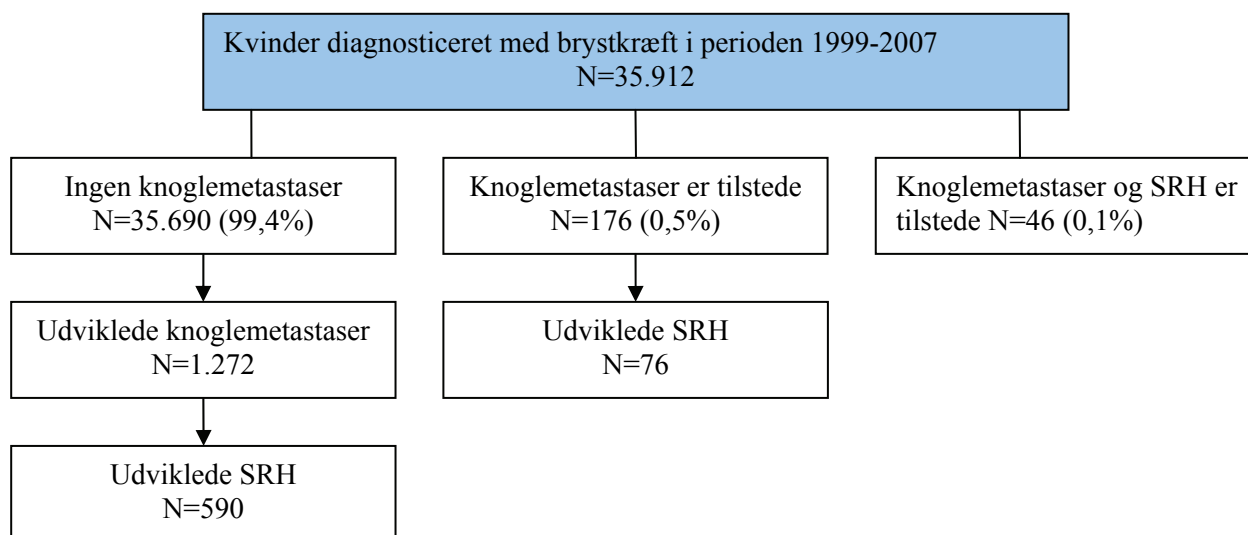 Kvinder diagnosticeret med brystkræft i perioden 1999-2007
N=35.912
Ingen knoglemetastaser
N=35.690 (99,4%)
Knoglemetastaser er tilstede
N=176 (0,5%)
Knoglemetastaser og SRH er
tilstede N=46 (0,1%)
Udviklede knoglemetastaser
N=1.272
Udviklede SRH
N=76
Udviklede SRH
N=590